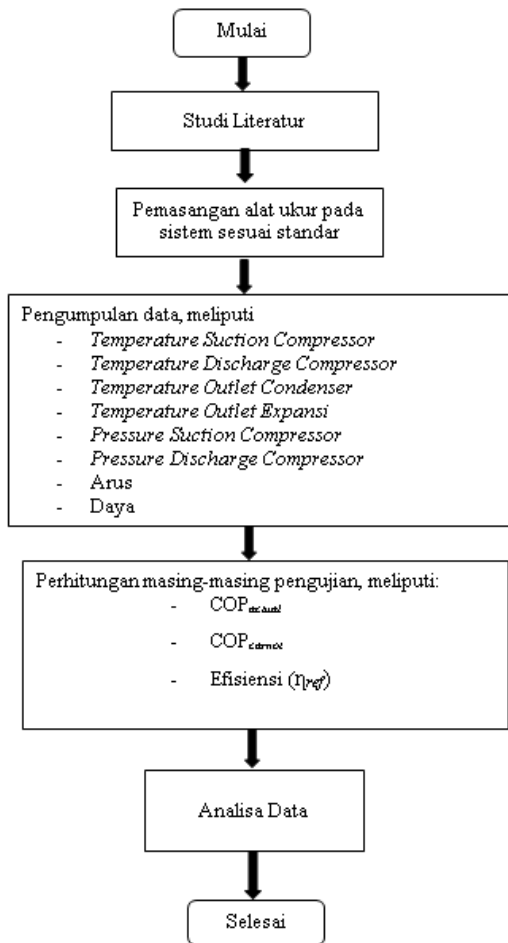 Mulai
Studi Literatur
Pemasangan alat ukur pada
sistem sesuai standar
Pengumpulan data, meliputi
- Temperature Suction Compressor
- Temperature Discharge Compressor
- Temperature Outlet Condenser
- Temperature Outlet Expansi
- Pressure Suction Compressor
- Pressure Discharge Compressor
- Arus
- Daya
Perhitungan masing-masing pengujian, meliputi:
- COP
- COP
- Efisiensi (ηref)
Analisa Data
Selesai